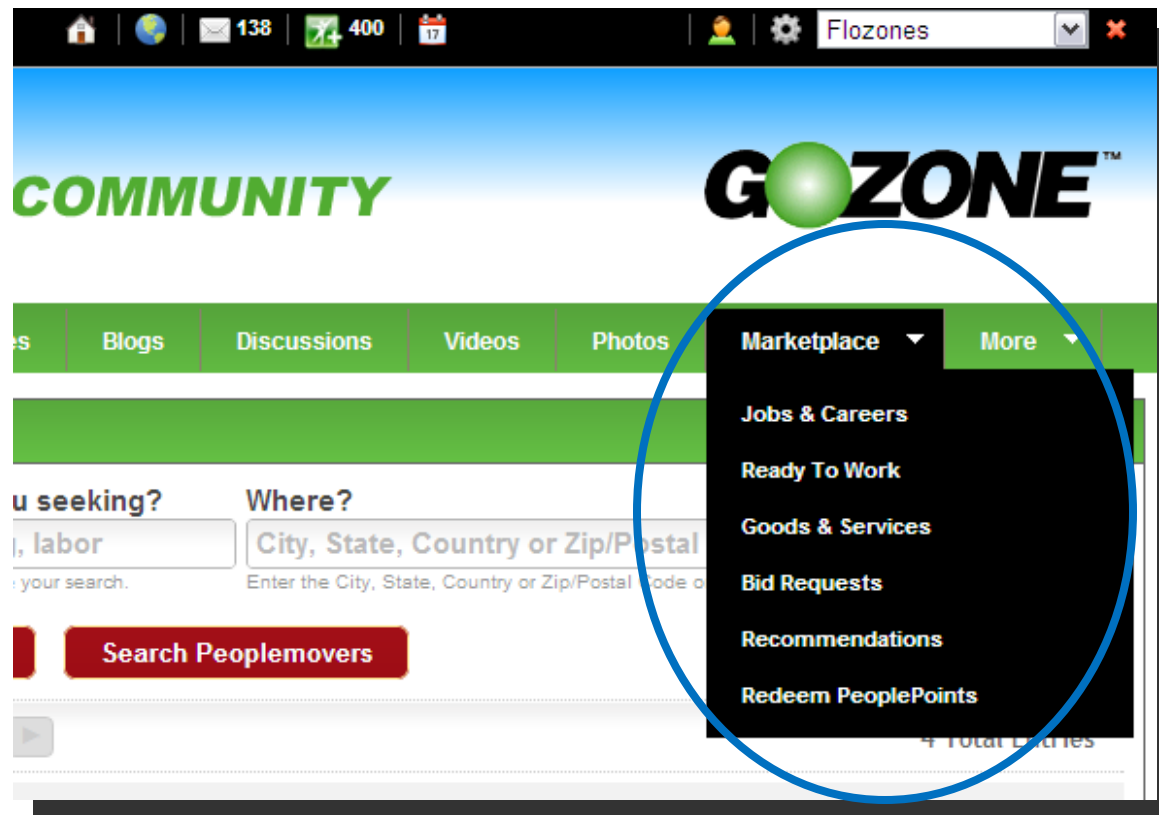 138 400 17 Flozones
COMMUNITY GOZONE™
es Blogs Discussions Videos Photos Marketplace More
Jobs & Careers
Ready To Work
u seeking? Where?
Goods & Services
g, labor City, State, Country or Zip/Postal
your search. Enter the City, State, Country or Zip/Postal Code o
Bid Requests
Search Peoplemovers Recommendations
Redeem PeoplePoints
4 Total Entries